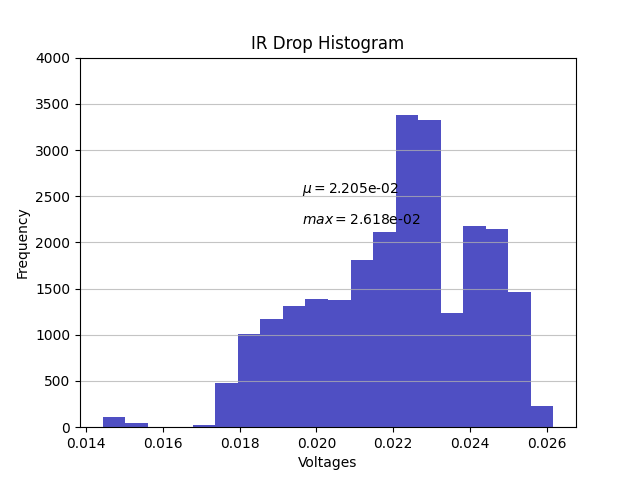 IR Drop Histogram
4000
3500
3000
2500
2000
1500
1000
500
0
Frequency
μ = 2.205e-02
max = 2.618e-02
0.014 0.016 0.018 0.020 0.022 0.024 0.026
Voltages